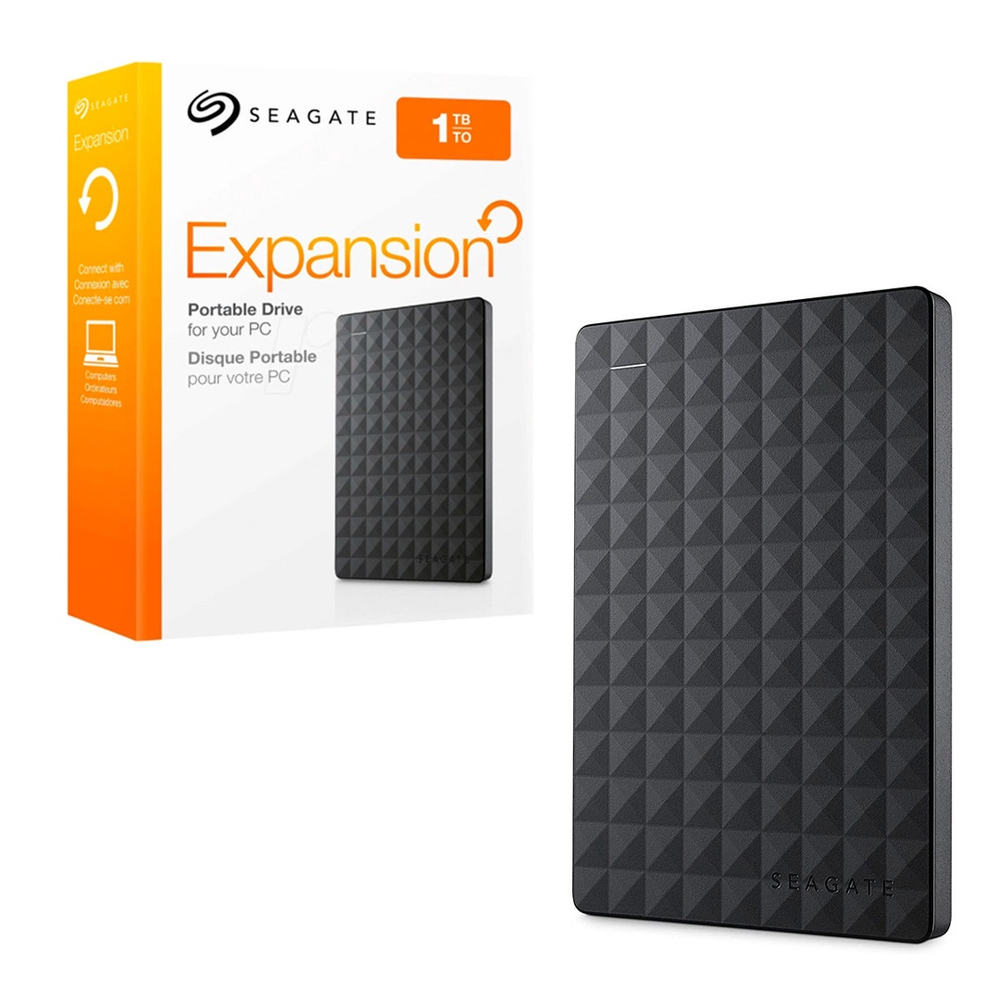 SEAGATE
Expansion
Connect with
Connexion avec
Conecte-se com
Computers
Ordinateurs
Computadores
SEAGATE
1 TB
TO
Expansion
Portable Drive
for your PC
Disque Portable
pour votre PC
SEAGATE
SEAGATE